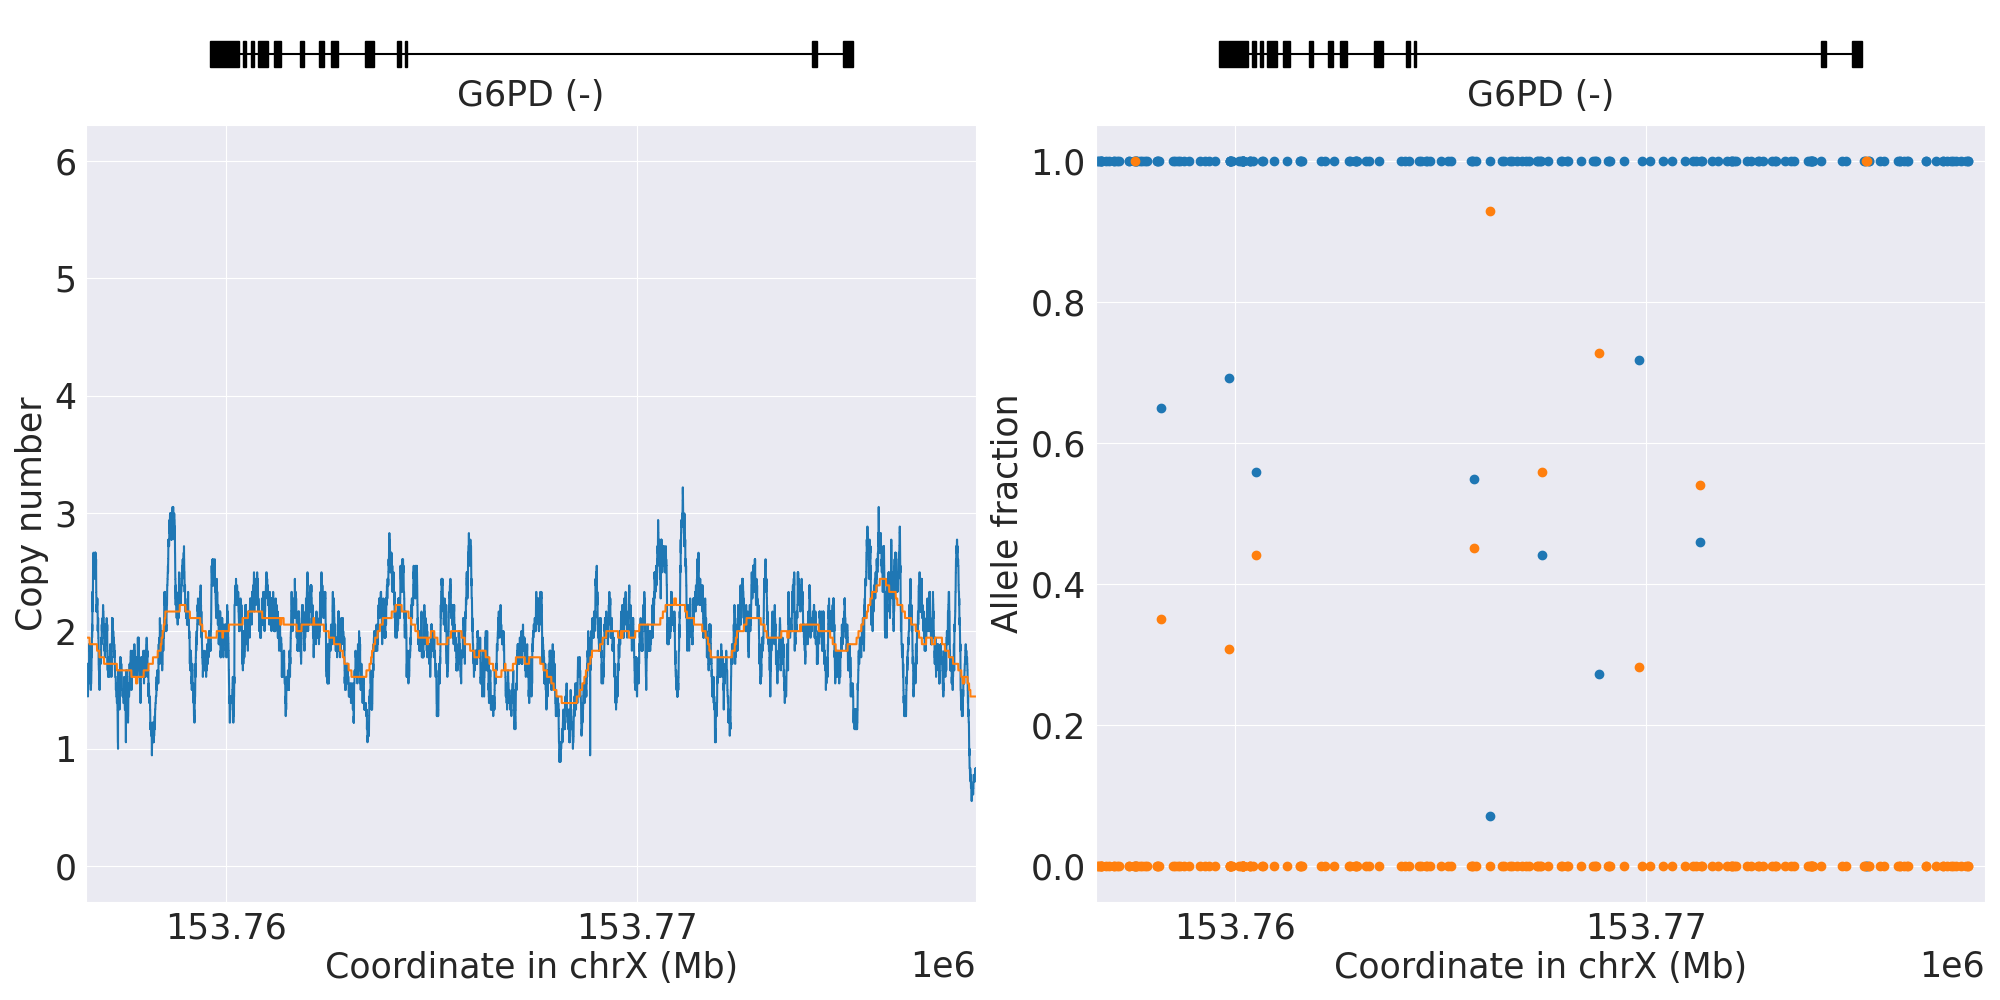 G6PD (-)
Copy number
6
5
4
3
2
1
0
153.76
153.77
Coordinate in chrX (Mb)
1e6
G6PD (-)
Allele fraction
1.0
0.8
0.6
0.4
0.2
0.0
153.76
153.77
Coordinate in chrX (Mb)
1e6